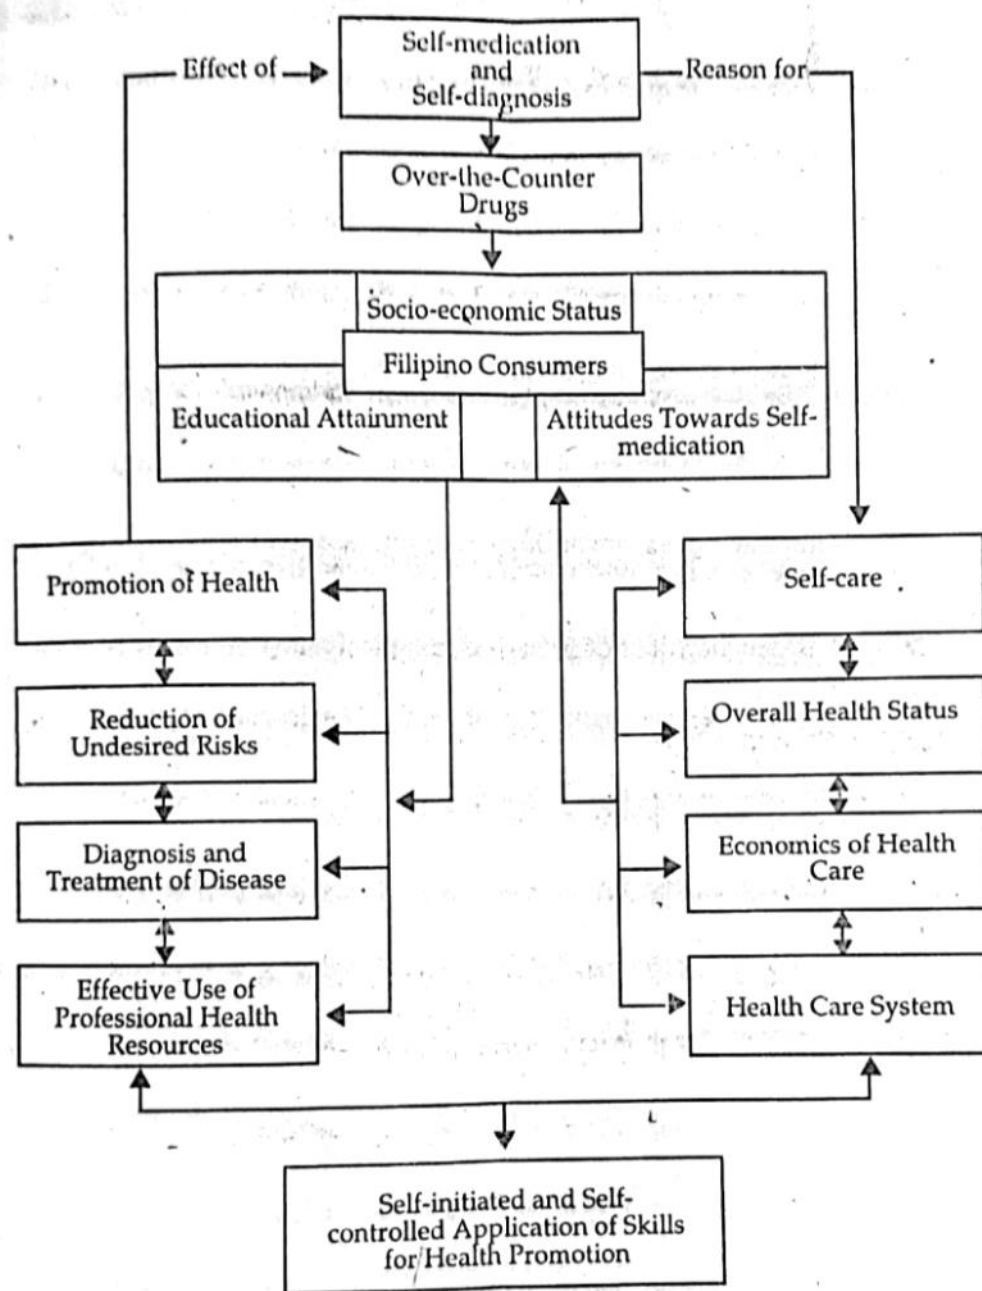 Self-medication
and
Self-diagnosis
Effect of
Reason for
Over-the-Counter
Drugs
Socio-economic Status
Filipino Consumers
Educational Attainment
Attitudes Towards Self-
medication
Promotion of Health
Self-care
Reduction of
Undesired Risks
Overall Health Status
Diagnosis and
Treatment of Disease
Economics of Health
Care
Effective Use of
Professional Health
Resources
Health Care System
Self-initiated and Self-
controlled Application of Skills
for Health Promotion